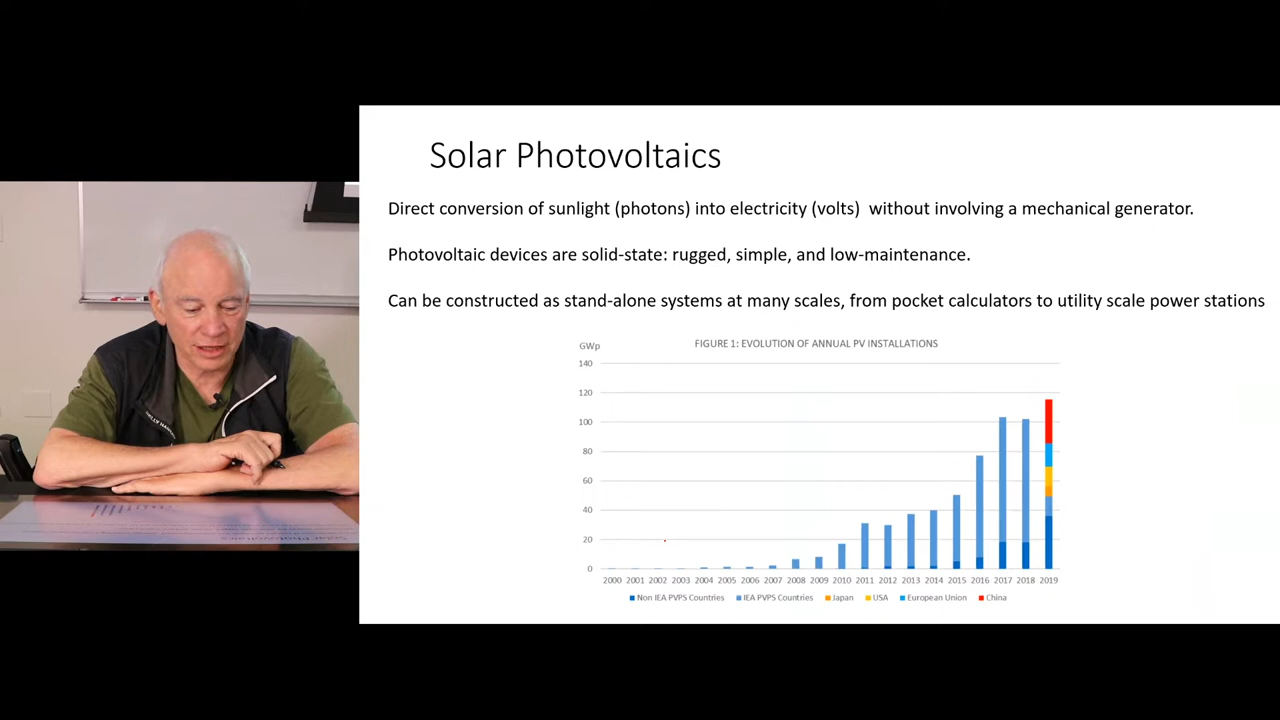 Solar Photovoltaics
Direct conversion of sunlight (photons) into electricity (volts) without involving a mechanical generator.
Photovoltaic devices are solid-state: rugged, simple, and low-maintenance.
Can be constructed as stand-alone systems at many scales, from pocket calculators to utility scale power stations
GWp
FIGURE 1: EVOLUTION OF ANNUAL PV INSTALLATIONS
140
120
100
80
60
40
20
0
2000 2001 2002 2003 2004 2005 2006 2007 2008 2009 2010 2011 2012 2013 2014 2015 2016 2017 2018 2019
Non IEA PVPS Countries IEA PVPS Countries Japan USA European Union China